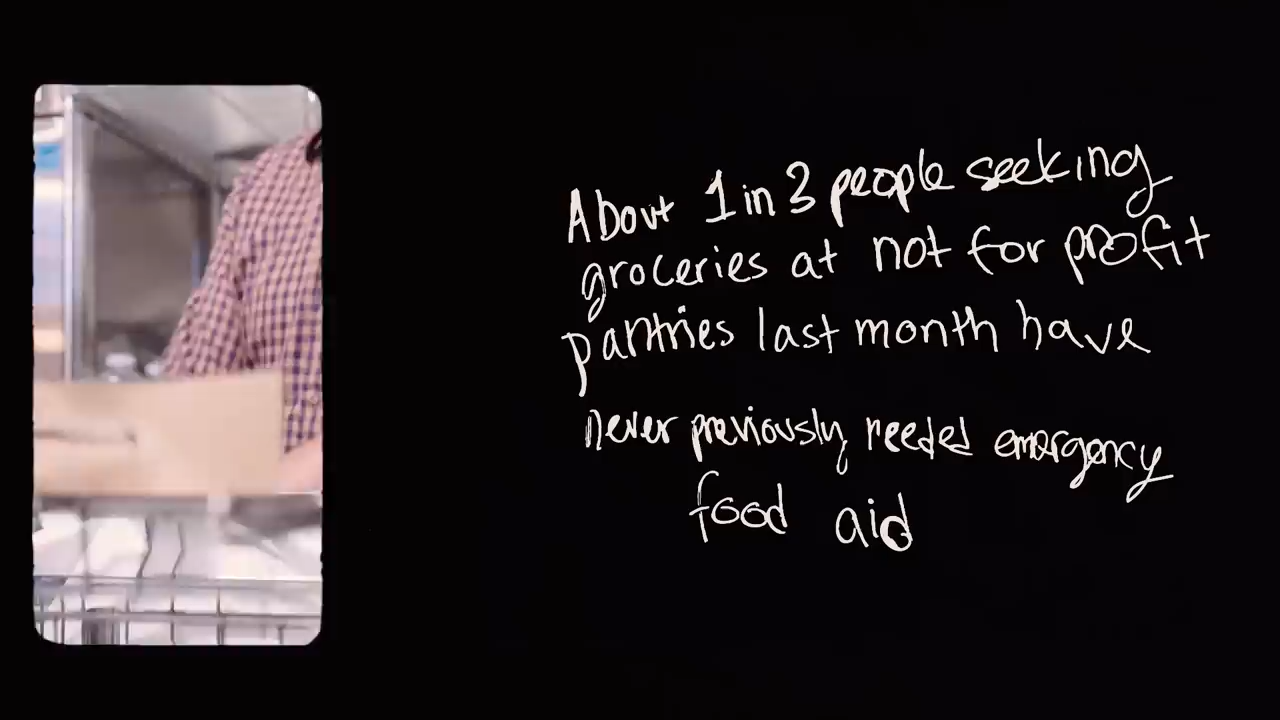 About 1 in 3 people seeking
groceries at not for profit
pantries last month have
never previously needed emergency
food aid